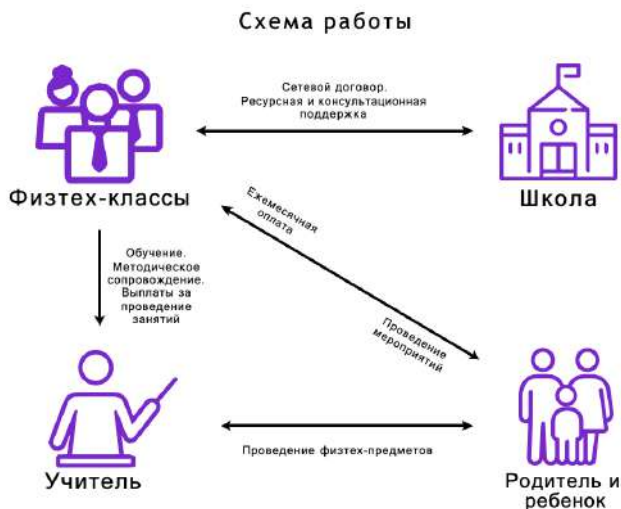 Схема работы
Сетевой договор.
Ресурсная и консультационная
поддержка
Физтех-классы
Школа
Ежемесячная
оплата
Обучение.
Методическое
сопровождение.
Выплаты за
проведение
занятий
Проведение
мероприятий
Проведение физтех-предметов
Учитель
Родитель и
ребенок